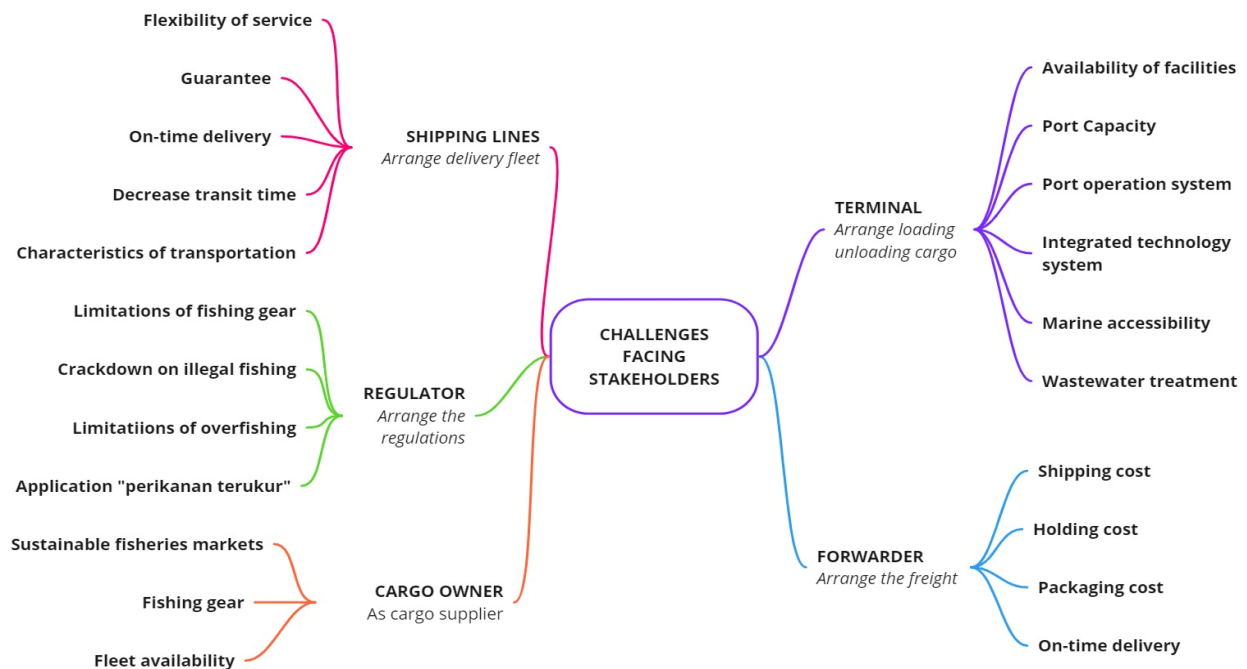 CHALLENGES
FACING
STAKEHOLDERS
SHIPPING LINES
Arrange delivery fleet
Flexibility of service
Guarantee
On-time delivery
Decrease transit time
Characteristics of transportation
REGULATOR
Arrange the
regulations
Limitations of fishing gear
Crackdown on illegal fishing
Limitatiions of overfishing
Application "perikanan terukur"
CARGO OWNER
As cargo supplier
Sustainable fisheries markets
Fishing gear
Fleet availability
TERMINAL
Arrange loading
unloading cargo
Availability of facilities
Port Capacity
Port operation system
Integrated technology
system
Marine accessibility
Wastewater treatment
FORWARDER
Arrange the freight
Shipping cost
Holding cost
Packaging cost
On-time delivery